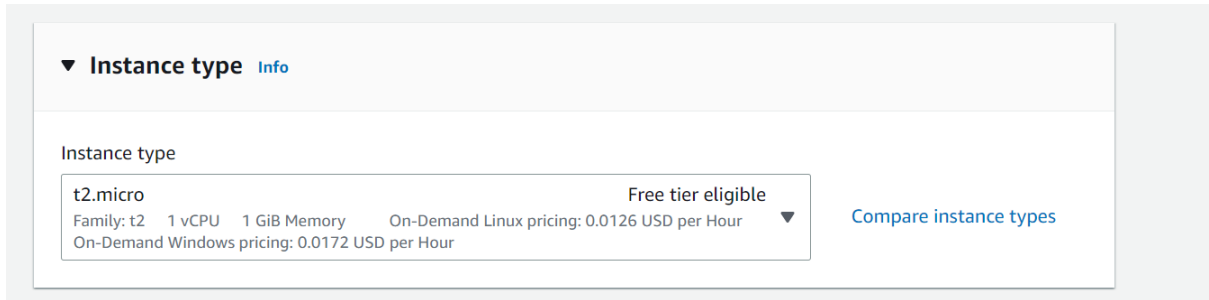 Instance type Info
Instance type
t2.micro Free tier eligible
Family: t2 1 vCPU 1 GiB Memory On-Demand Linux pricing: 0.0126 USD per Hour
On-Demand Windows pricing: 0.0172 USD per Hour
Compare instance types